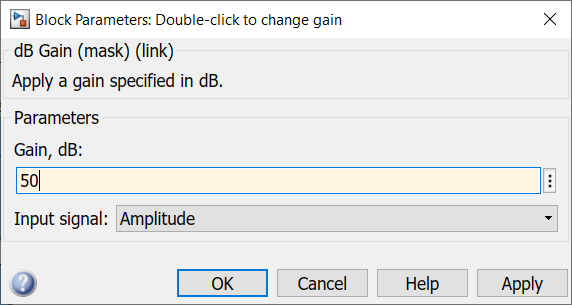 Block Parameters: Double-click to change gain
dB Gain (mask) (link)
Apply a gain specified in dB.
Parameters
Gain, dB:
50
Input signal: Amplitude
OK Cancel Help Apply